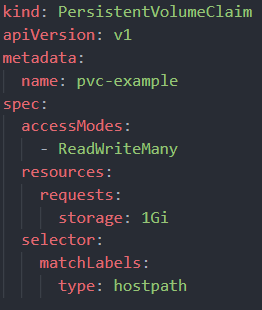 kind: PersistentVolumeClaim
apiVersion: v1
metadata:
  name: pvc-example
spec:
  accessModes:
    - ReadWriteMany
  resources:
    requests:
      storage: 1Gi
  selector:
    matchLabels:
      type: hostpath